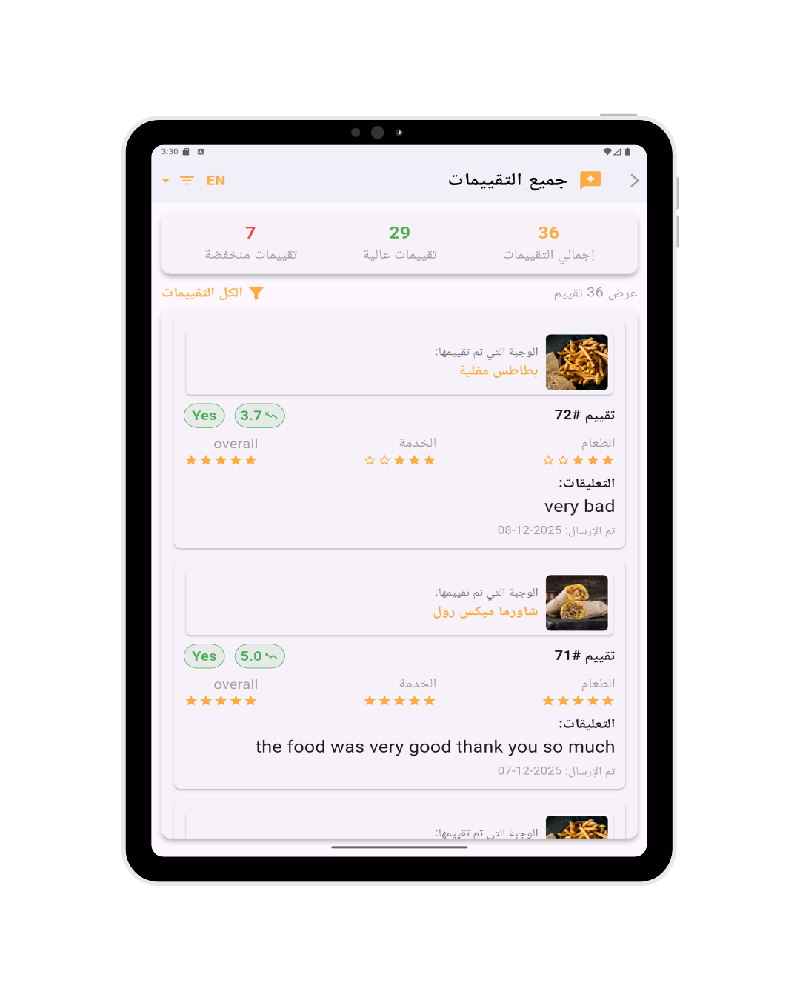 3:30
جميع التقييمات
EN
36
29
7
إجمالي التقييمات
تقييمات عالية
تقييمات منخفضة
عرض 36 تقييم
الكل التقييمات
الوجبة التي تم تقييمها:
بطاطس مقلية
تقييم #72
3.7
Yes
الطعام
الخدمة
overall
التعليقات:
very bad
تم الإرسال: 2025-12-08
الوجبة التي تم تقييمها:
شاورما ميكس رول
تقييم #71
5.0
Yes
الطعام
الخدمة
overall
التعليقات:
the food was very good thank you so much
تم الإرسال: 2025-12-07
الوجبة التي تم تقييمها: